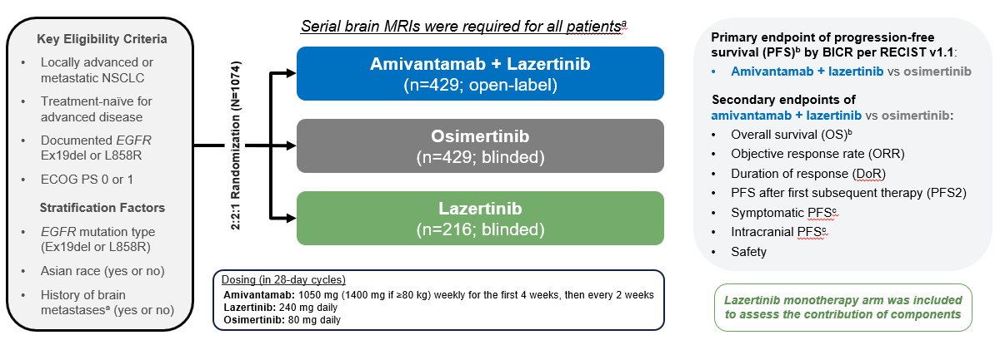 Key Eligibility Criteria
• Locally advanced or
metastatic NSCLC
• Treatment-naïve for
advanced disease
• Documented EGFR
Ex19del or L858R
• ECOG PS 0 or 1
Stratification Factors
• EGFR mutation type
(Ex19del or L858R)
• Asian race (yes or no)
• History of brain
metastasesᵃ (yes or no)
2:2:1 Randomization (N=1074)
Serial brain MRIs were required for all patientsᵃ
Amivantamab + Lazertinib
(n=429; open-label)
Osimertinib
(n=429; blinded)
Lazertinib
(n=216; blinded)
Dosing (in 28-day cycles)
Amivantamab: 1050 mg (1400 mg if ≥80 kg) weekly for the first 4 weeks, then every 2 weeks
Lazertinib: 240 mg daily
Osimertinib: 80 mg daily
Primary endpoint of progression-free
survival (PFS)ᵇ by BICR per RECIST v1.1:
• Amivantamab + lazertinib vs osimertinib
Secondary endpoints of
amivantamab + lazertinib vs osimertinib:
• Overall survival (OS)ᵇ
• Objective response rate (ORR)
• Duration of response (DoR)
• PFS after first subsequent therapy (PFS2)
• Symptomatic PFSᶜ
• Intracranial PFSᶜ
• Safety
Lazertinib monotherapy arm was included
to assess the contribution of components